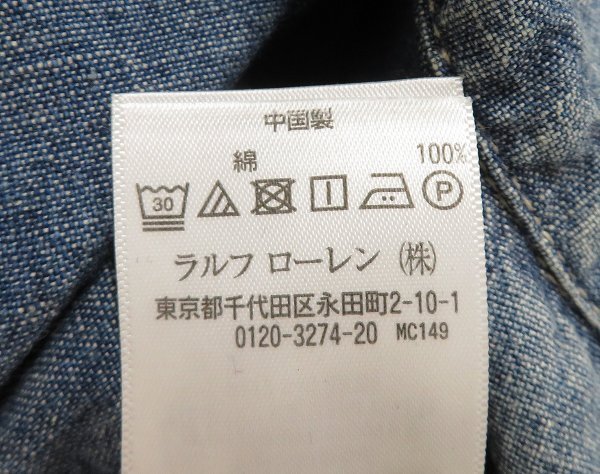 中国製
綿 100%
30 P
ラルフ ローレン (株)
東京都千代田区永田町2-10-1
0120-3274-20 MC149